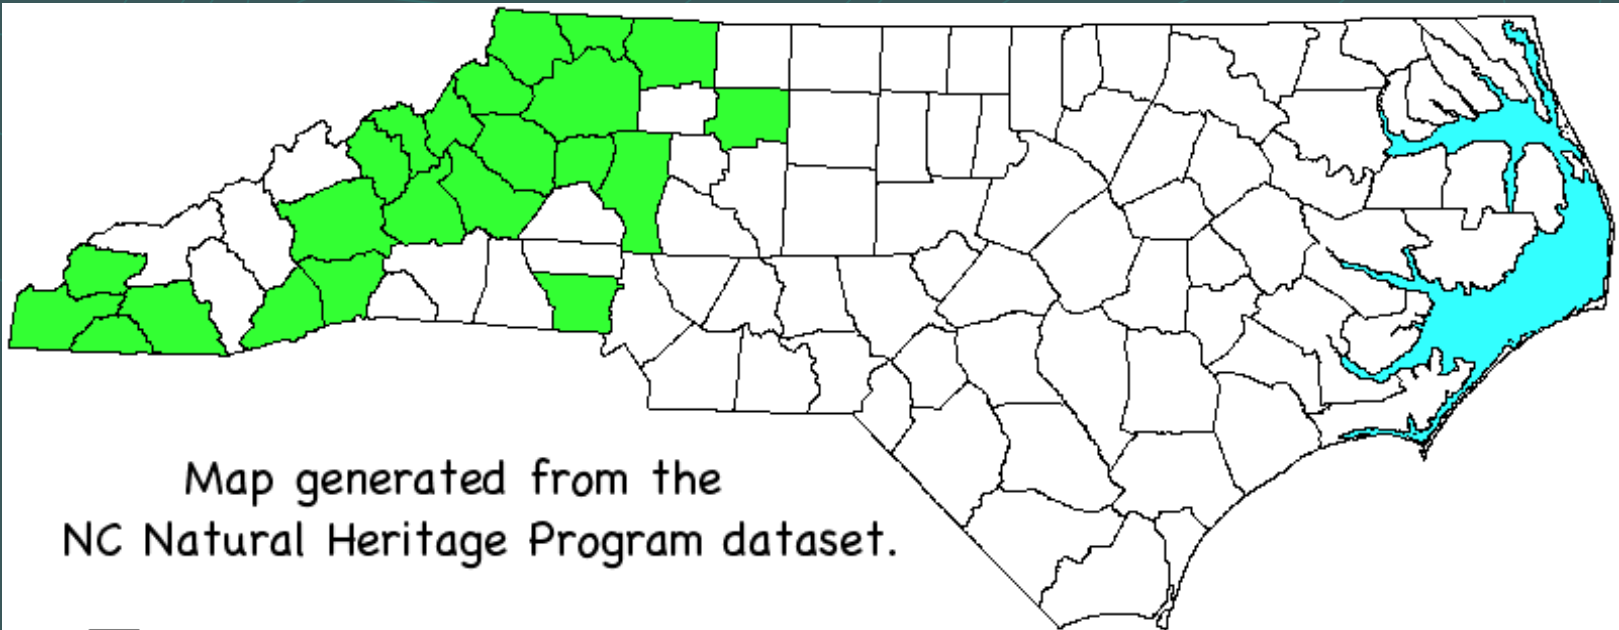 Map generated from the
NC Natural Heritage Program dataset.